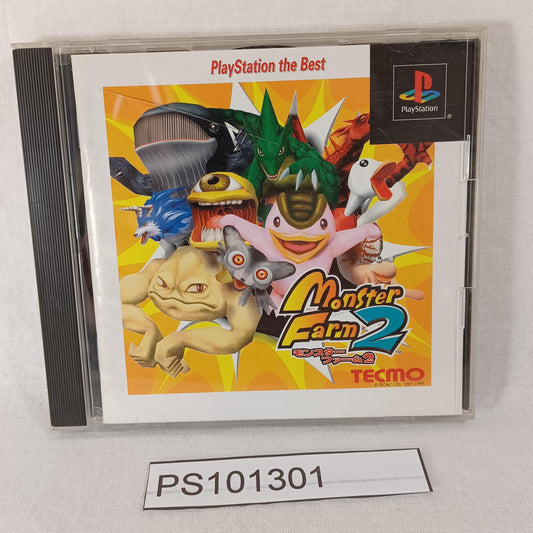 PlayStation the Best
PlayStation
Monster
Farm 2
モンスター
ファーム2
TECMO
PS101301